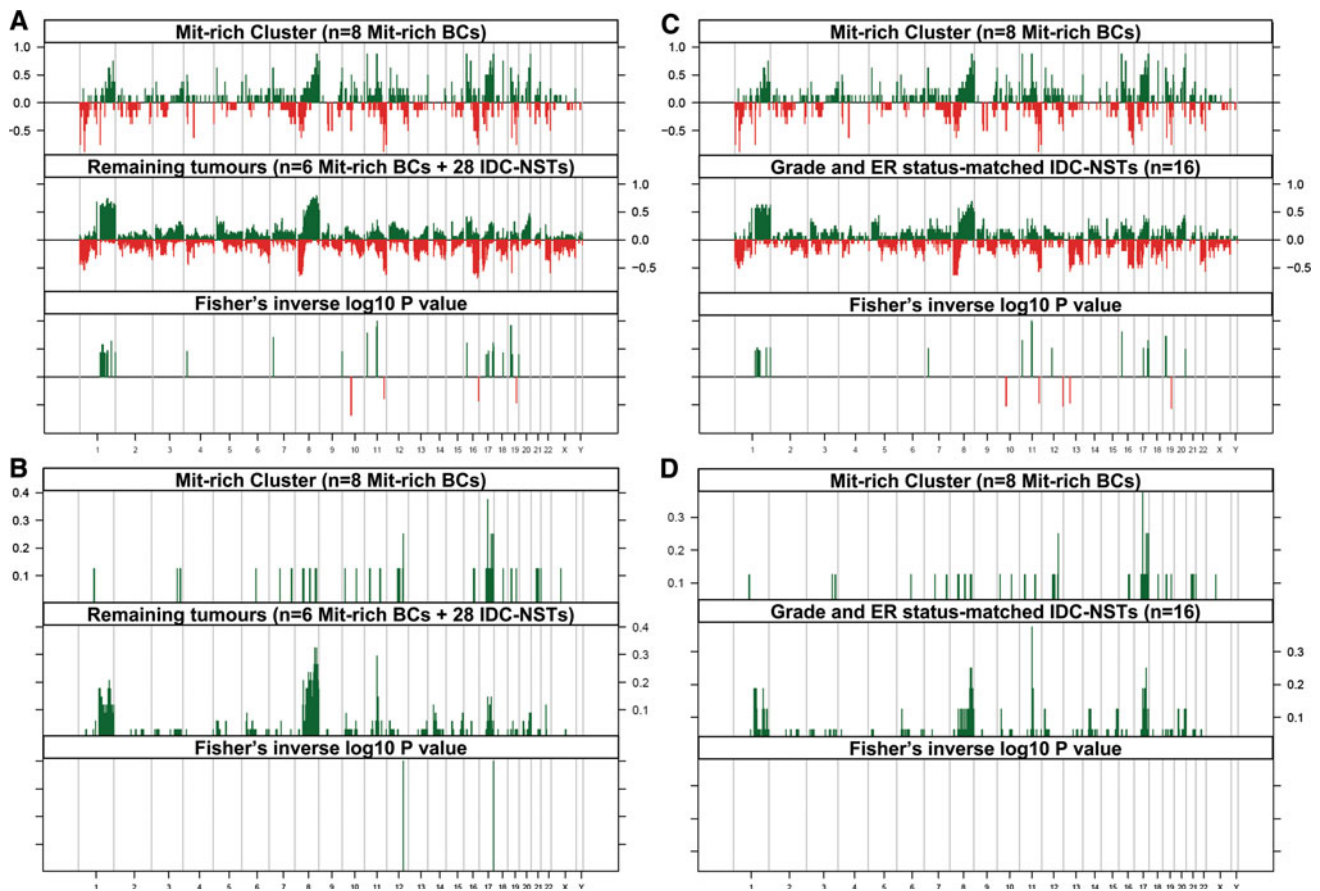 A
Mit-rich Cluster (n=8 Mit-rich BCs)
1.0
0.5
0.0
−0.5
Remaining tumours (n=6 Mit-rich BCs + 28 IDC-NSTs)
1.0
0.5
0.0
−0.5
Fisher's inverse log10 P value
1 2 3 4 5 6 7 8 9 10 11 12 13 14 15 16 17 18 19 20 21 22 X Y
B
Mit-rich Cluster (n=8 Mit-rich BCs)
0.4
0.3
0.2
0.1
Remaining tumours (n=6 Mit-rich BCs + 28 IDC-NSTs)
0.4
0.3
0.2
0.1
Fisher's inverse log10 P value
1 2 3 4 5 6 7 8 9 10 11 12 13 14 15 16 17 18 19 20 21 22 X Y
C
Mit-rich Cluster (n=8 Mit-rich BCs)
1.0
0.5
0.0
−0.5
Grade and ER status-matched IDC-NSTs (n=16)
1.0
0.5
0.0
−0.5
Fisher's inverse log10 P value
1 2 3 4 5 6 7 8 9 10 11 12 13 14 15 16 17 18 19 20 21 22 X Y
D
Mit-rich Cluster (n=8 Mit-rich BCs)
0.3
0.2
0.1
Grade and ER status-matched IDC-NSTs (n=16)
0.3
0.2
0.1
Fisher's inverse log10 P value
1 2 3 4 5 6 7 8 9 10 11 12 13 14 15 16 17 18 19 20 21 22 X Y